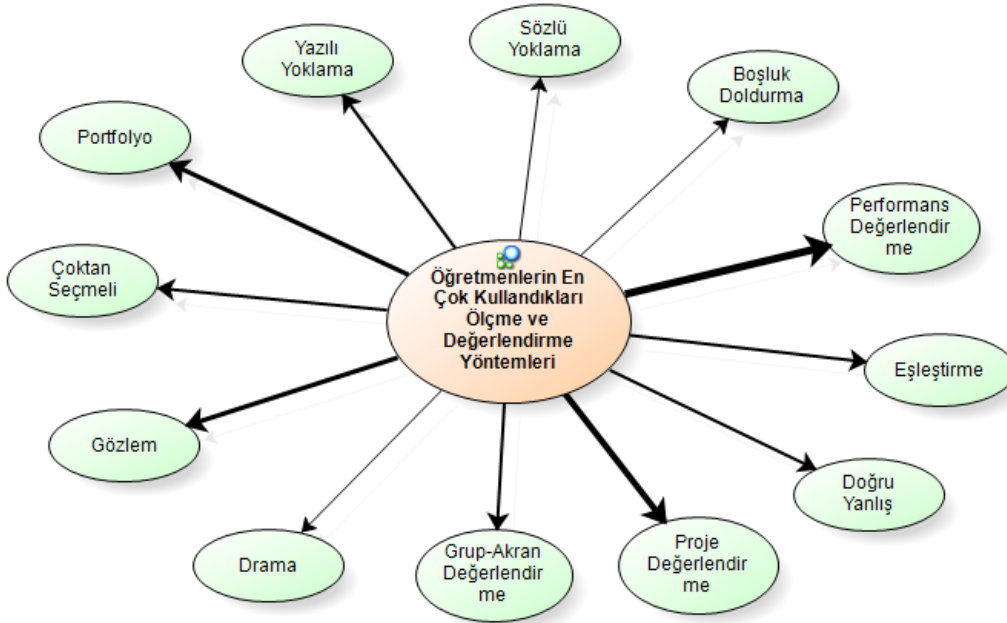 Sözlü
Yoklama
Yazılı
Yoklama
Boşluk
Doldurma
Portfolyo
Performans
Değerlendir
me
Çoktan
Seçmeli
Öğretmenlerin En
Çok Kullandıkları
Ölçme ve
Değerlendirme
Yöntemleri
Eşleştirme
Gözlem
Doğru
Yanlış
Drama
Grup-Akran
Değerlendir
me
Proje
Değerlendir
me